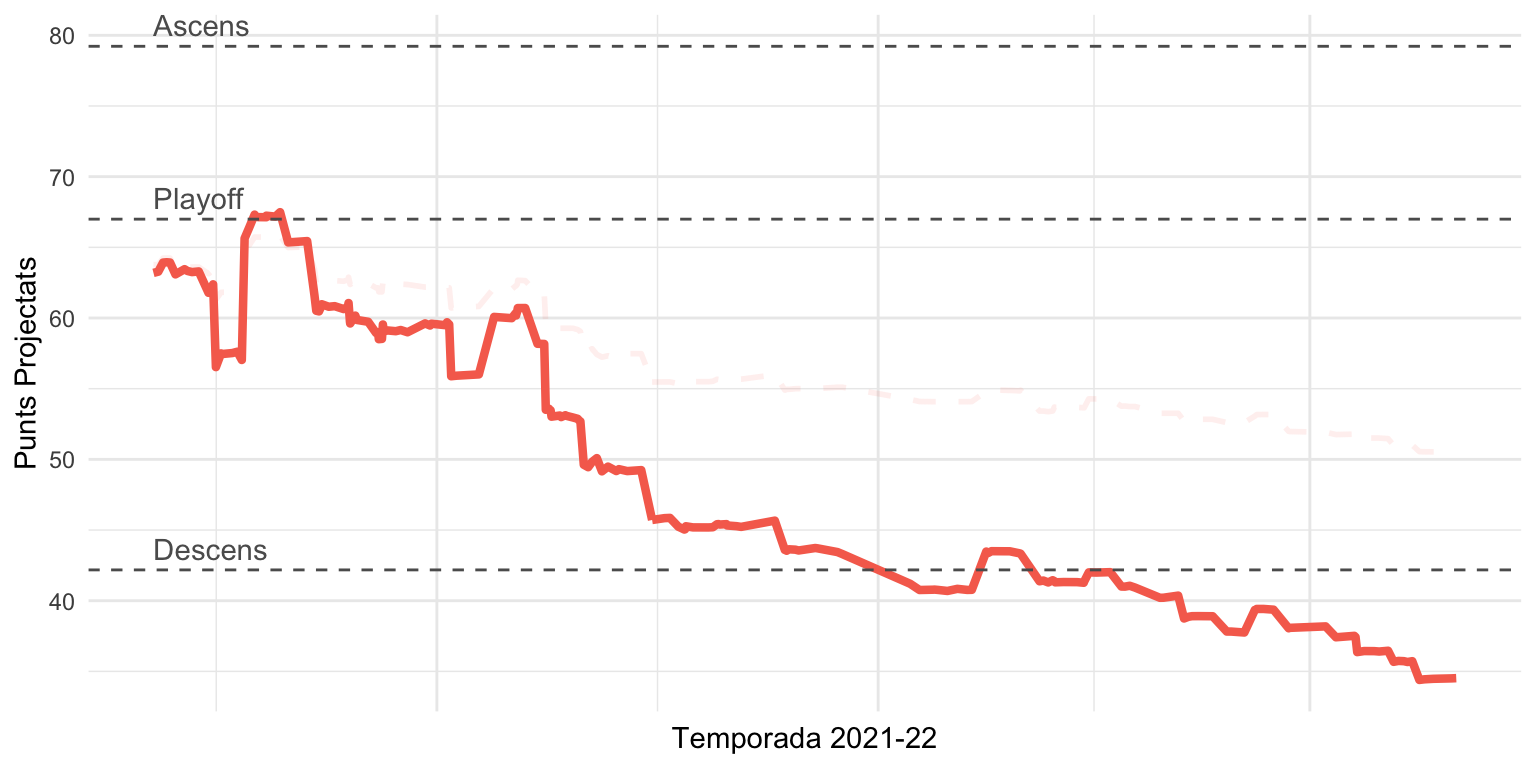 Ascens
80
70
Playoff
60
50
Descens
40
Punts Projectats
Temporada 2021-22